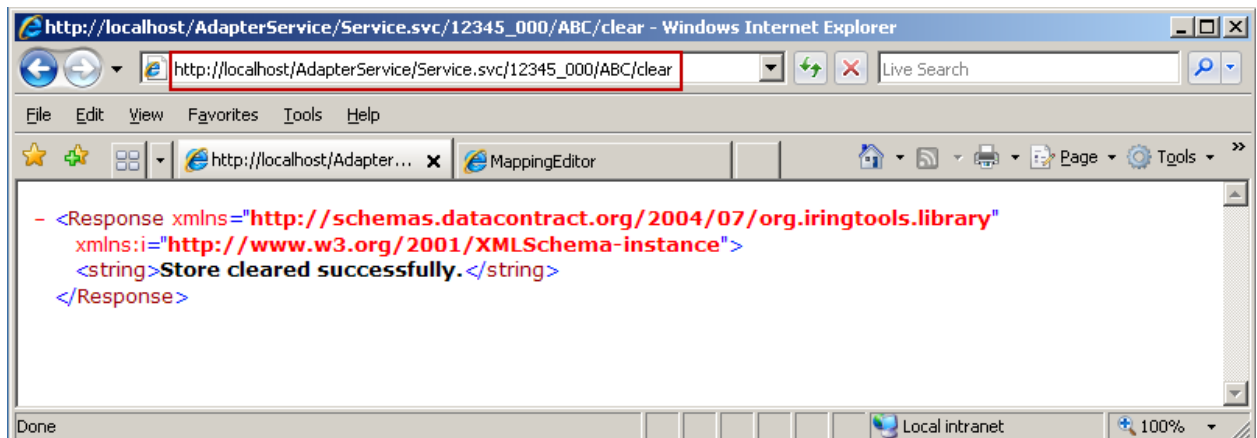 http://localhost/AdapterService/Service.svc/12345_000/ABC/clear - Windows Internet Explorer
http://localhost/AdapterService/Service.svc/12345_000/ABC/clear Live Search
File Edit View Favorites Tools Help
http://localhost/Adapter... MappingEditor Page Tools »
- <Response xmlns="http://schemas.datacontract.org/2004/07/org.iringtools.library"
xmlns:i="http://www.w3.org/2001/XMLSchema-instance">
<string>Store cleared successfully.</string>
</Response>
Done Local intranet 100%